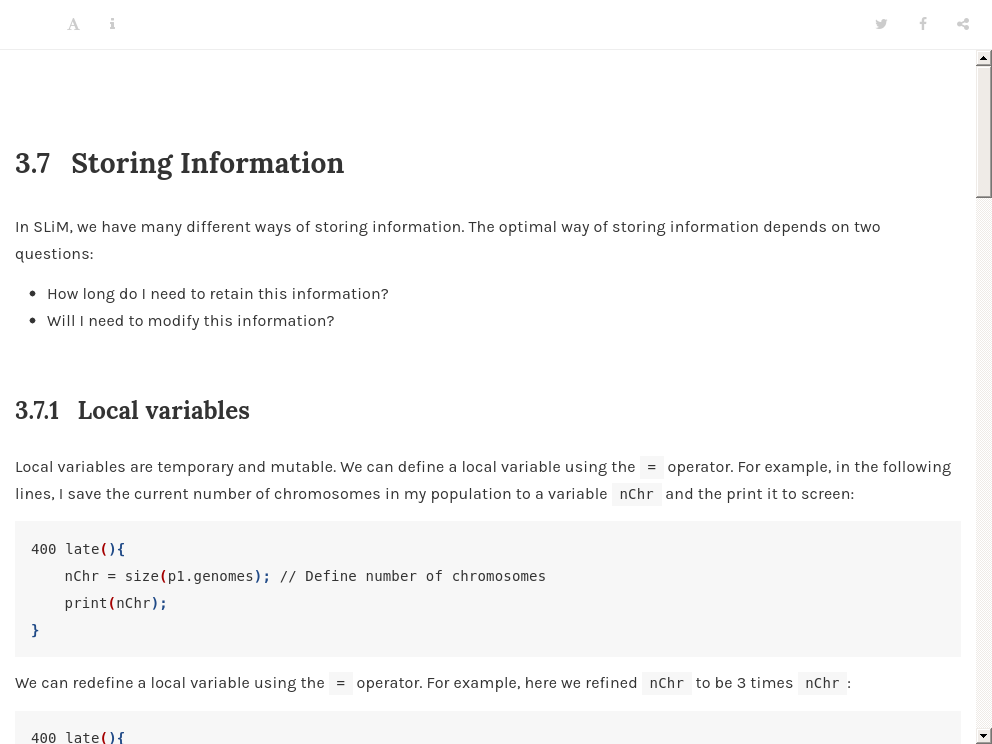 3.7 Storing Information
In SLiM, we have many different ways of storing information. The optimal way of storing information depends on two
questions:
• How long do I need to retain this information?
• Will I need to modify this information?
3.7.1 Local variables
Local variables are temporary and mutable. We can define a local variable using the = operator. For example, in the following
lines, I save the current number of chromosomes in my population to a variable nChr and the print it to screen:
400 late(){
    nChr = size(p1.genomes); // Define number of chromosomes
    print(nChr);
}
We can redefine a local variable using the = operator. For example, here we refined nChr to be 3 times nChr:
400 late(){